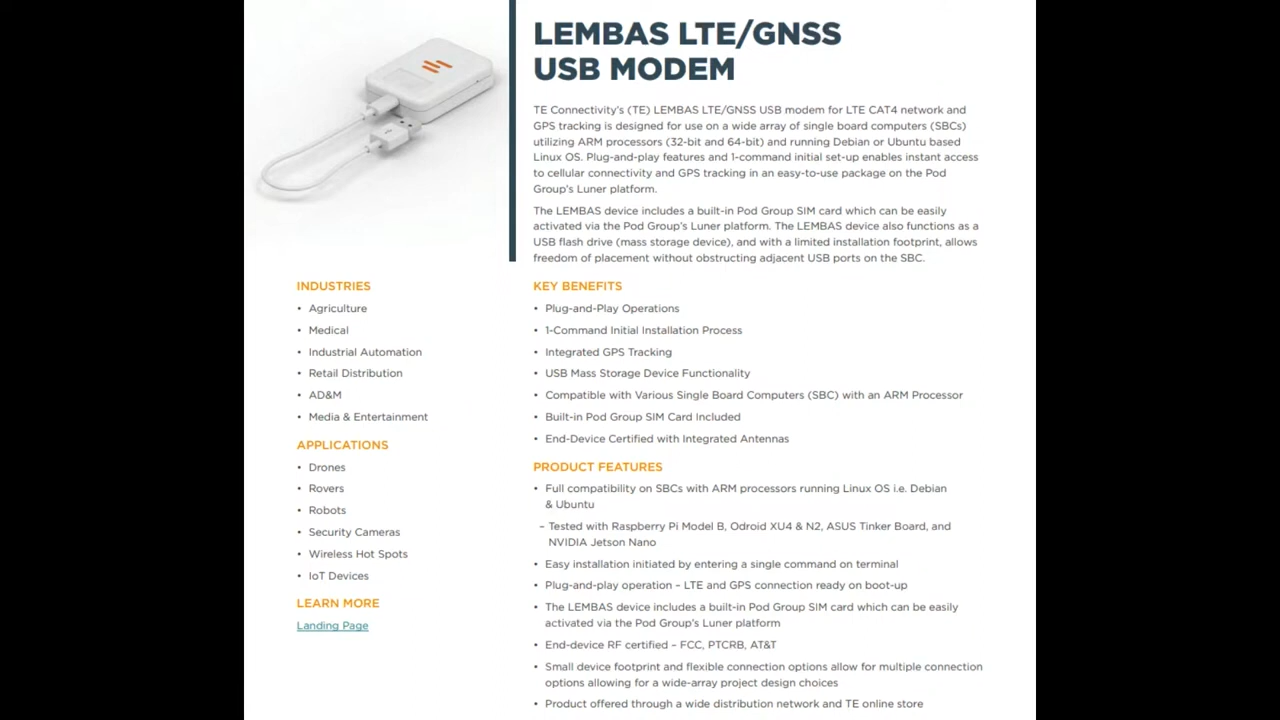 LEMBAS LTE/GNSS
USB MODEM
TE Connectivity's (TE) LEMBAS LTE/GNSS USB modem for LTE CAT4 network and
GPS tracking is designed for use on a wide array of single board computers (SBCs)
utilizing ARM processors (32-bit and 64-bit) and running Debian or Ubuntu based
Linux OS. Plug-and-play features and 1-command initial set-up enables instant access
to cellular connectivity and GPS tracking in an easy-to-use package on the Pod
Group's Luner platform.
The LEMBAS device includes a built-in Pod Group SIM card which can be easily
activated via the Pod Group's Luner platform. The LEMBAS device also functions as a
USB flash drive (mass storage device), and with a limited installation footprint, allows
freedom of placement without obstructing adjacent USB ports on the SBC.
INDUSTRIES
• Agriculture
• Medical
• Industrial Automation
• Retail Distribution
• AD&M
• Media & Entertainment
APPLICATIONS
• Drones
• Rovers
• Robots
• Security Cameras
• Wireless Hot Spots
• IoT Devices
LEARN MORE
Landing Page
KEY BENEFITS
• Plug-and-Play Operations
• 1-Command Initial Installation Process
• Integrated GPS Tracking
• USB Mass Storage Device Functionality
• Compatible with Various Single Board Computers (SBC) with an ARM Processor
• Built-in Pod Group SIM Card Included
• End-Device Certified with Integrated Antennas
PRODUCT FEATURES
• Full compatibility on SBCs with ARM processors running Linux OS i.e. Debian
& Ubuntu
– Tested with Raspberry Pi Model B, Odroid XU4 & N2, ASUS Tinker Board, and
NVIDIA Jetson Nano
• Easy installation initiated by entering a single command on terminal
• Plug-and-play operation – LTE and GPS connection ready on boot-up
• The LEMBAS device includes a built-in Pod Group SIM card which can be easily
activated via the Pod Group's Luner platform
• End-device RF certified – FCC, PTCRB, AT&T
• Small device footprint and flexible connection options allow for multiple connection
options allowing for a wide-array project design choices
• Product offered through a wide distribution network and TE online store